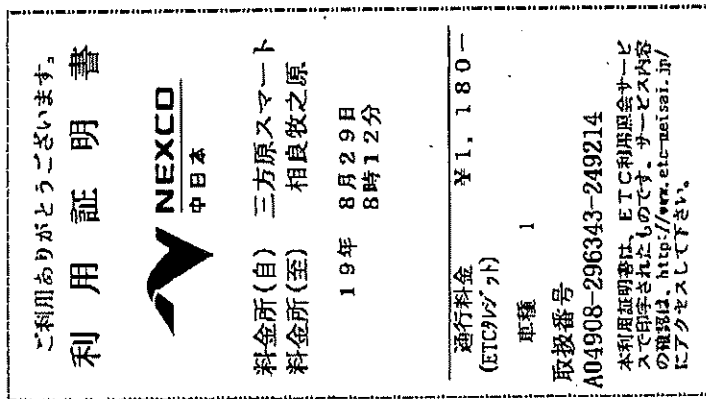 ご利用ありがとうございます。
利用証明書
NEXCO
中日本
料金所(自) 三方原スマート
料金所(至) 相良牧之原
19年 8月29日
8時12分
通行料金 ¥1,180－
(ETCクレジット)
車種 1
取扱番号
A04908-296343-249214
本利用証明書は、ETC利用照会サービ
スで印字されたものです。サービス内容
の確認は、http://www.etc-meisai.jp/
にアクセスして下さい。